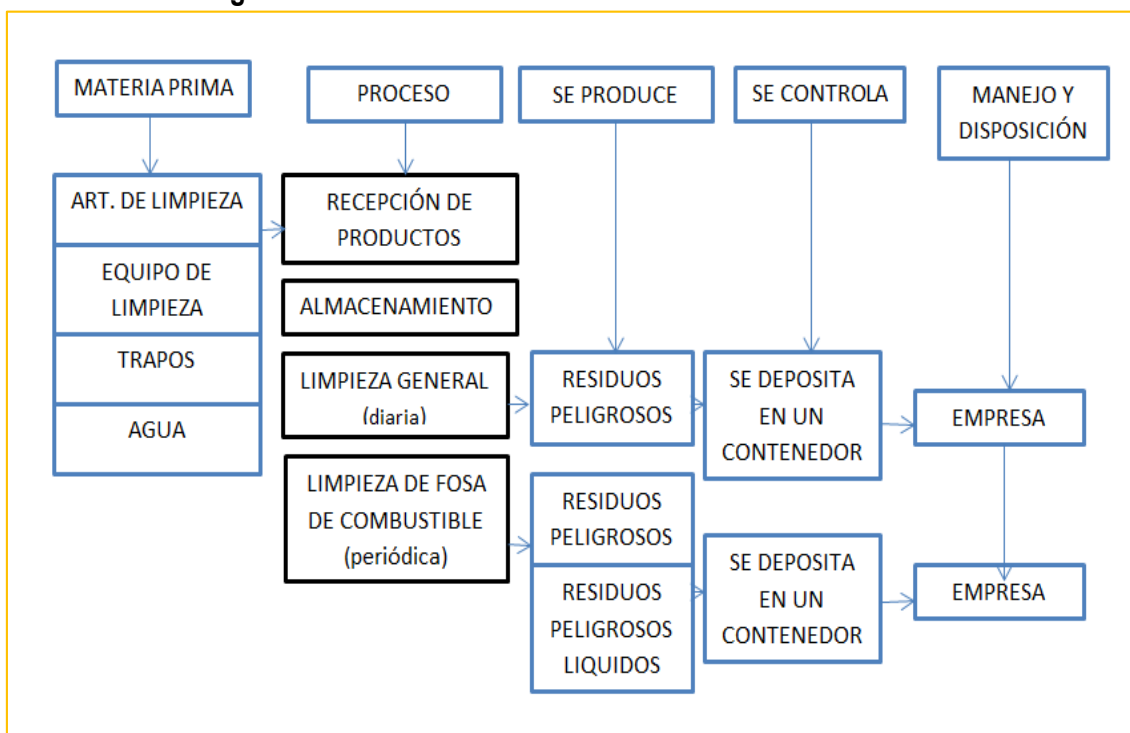 MATERIA PRIMA
PROCESO
SE PRODUCE
SE CONTROLA
MANEJO Y
DISPOSICIÓN
ART. DE LIMPIEZA
EQUIPO DE
LIMPIEZA
TRAPOS
AGUA
RECEPCIÓN DE
PRODUCTOS
ALMACENAMIENTO
LIMPIEZA GENERAL
(diaria)
LIMPIEZA DE FOSA
DE COMBUSTIBLE
(periódica)
RESIDUOS
PELIGROSOS
RESIDUOS
PELIGROSOS
RESIDUOS
PELIGROSOS
LIQUIDOS
SE DEPOSITA
EN UN
CONTENEDOR
SE DEPOSITA
EN UN
CONTENEDOR
EMPRESA
EMPRESA